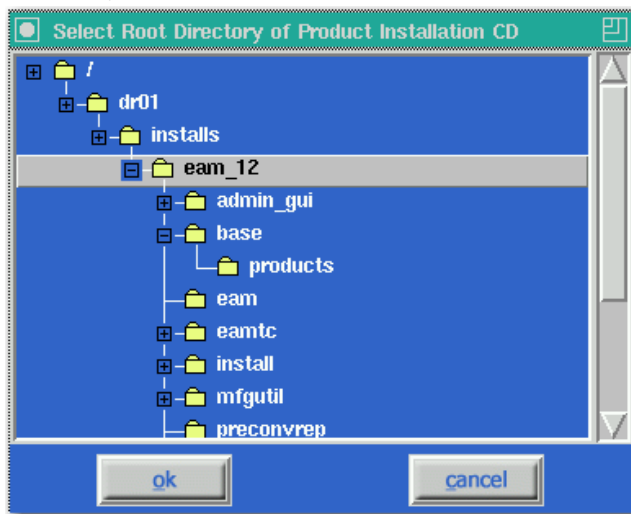 Select Root Directory of Product Installation CD
/
dr01
installs
eam_12
admin_gui
base
products
eam
eamtc
install
mfgutil
preconvrep
ok
cancel